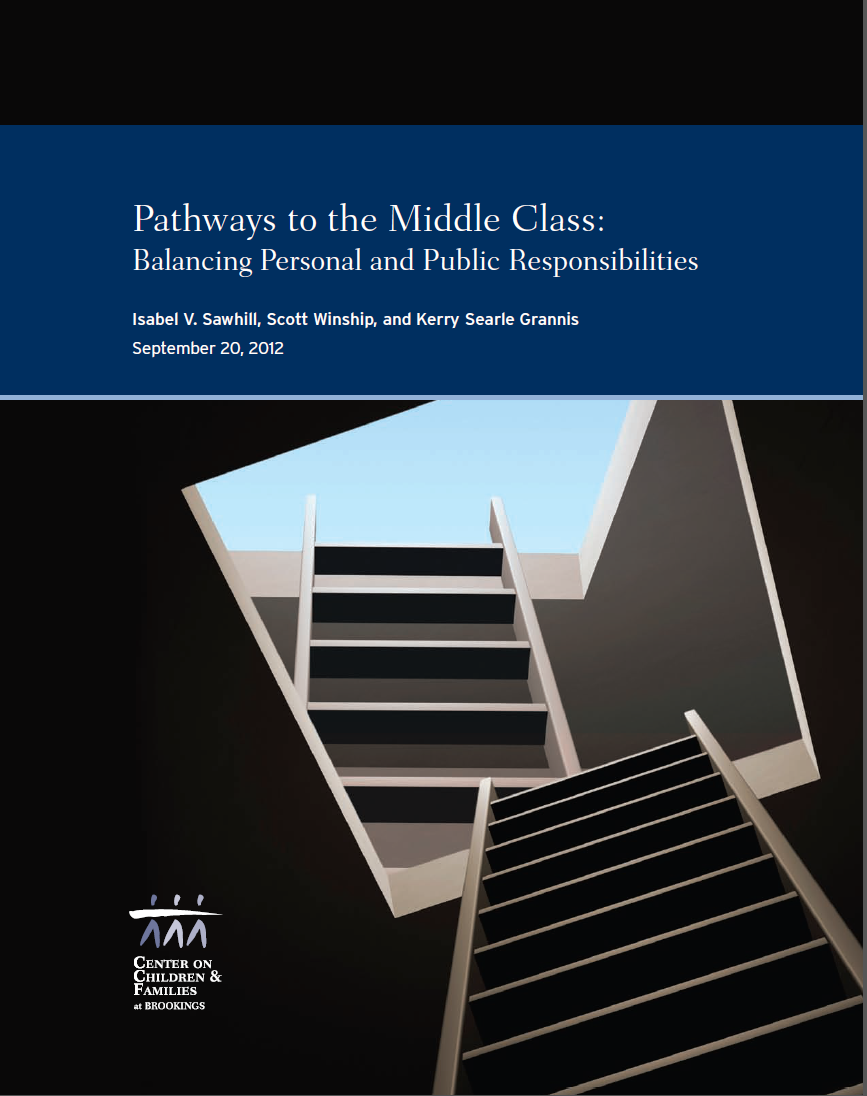 Pathways to the Middle Class:
Balancing Personal and Public Responsibilities
Isabel V. Sawhill, Scott Winship, and Kerry Searle Grannis
September 20, 2012
CENTER ON
CHILDREN &
FAMILIES
at BROOKINGS